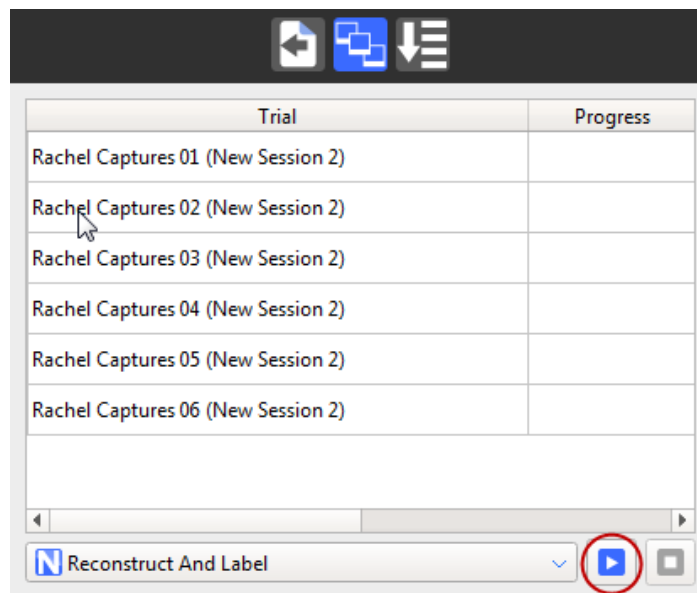 Trial Progress
Rachel Captures 01 (New Session 2)
Rachel Captures 02 (New Session 2)
Rachel Captures 03 (New Session 2)
Rachel Captures 04 (New Session 2)
Rachel Captures 05 (New Session 2)
Rachel Captures 06 (New Session 2)
N Reconstruct And Label